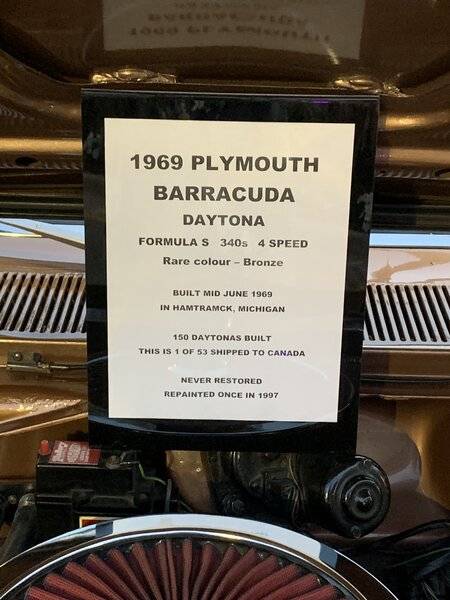 1969 PLYMOUTH
BARRACUDA
DAYTONA
FORMULA S 340s 4 SPEED
Rare colour – Bronze
BUILT MID JUNE 1969
IN HAMTRAMCK, MICHIGAN
150 DAYTONAS BUILT
THIS IS 1 OF 53 SHIPPED TO CANADA
NEVER RESTORED
REPAINTED ONCE IN 1997